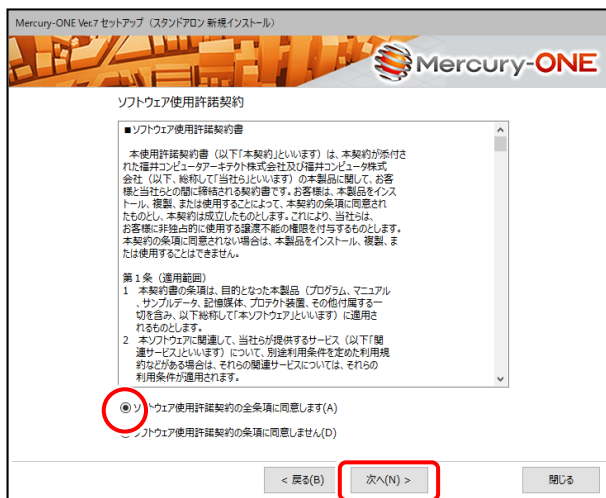 Mercury-ONE Ver.7 セットアップ（スタンドアロン 新規インストール）
Mercury-ONE
ソフトウェア使用許諾契約
■ソフトウェア使用許諾契約書
本使用許諾契約書（以下「本契約」といいます）は、本契約が添付さ
れた福井コンピュータアーキテクト株式会社及び福井コンピュータ株式
会社（以下、総称して「当社ら」といいます）の本製品に関して、お客
様と当社らとの間に締結される契約書です。お客様は、本製品をインス
トール、複製、または使用することによって、本契約の条項に同意され
たものとし、本契約は成立したものとします。これにより、当社らは、
お客様に非独占的に使用する譲渡不能の権限を付与するものとします。
本契約の条項に同意されない場合は、本製品をインストール、複製、ま
たは使用することはできません。
第１条（適用範囲）
1 本契約書の条項は、目的となった本製品（プログラム、マニュアル
、サンプルデータ、記憶媒体、プロテクト装置、その他付属する一
切を含み、以下総称して「本ソフトウェア」といいます）に適用さ
れるものとします。
2 本ソフトウェアに関連して、当社らが提供するサービス（以下「関
連サービス」といいます）について、別途利用条件を定めた利用規
約などがある場合は、それらの関連サービスについては、それらの
利用条件が適用されます。
ソフトウェア使用許諾契約の全条項に同意します(A)
ソフトウェア使用許諾契約の条項に同意しません(D)
< 戻る(B) 次へ(N) > 閉じる